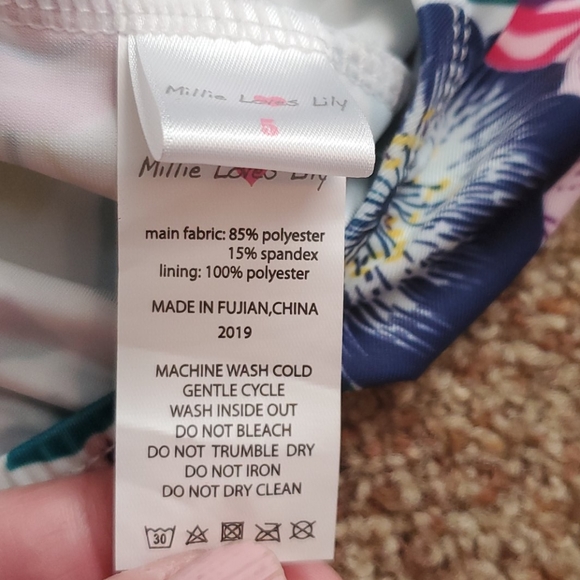 Millie Loves Lily
5
Millie Loves Lily
main fabric: 85% polyester
15% spandex
lining: 100% polyester
MADE IN FUJIAN,CHINA
2019
MACHINE WASH COLD
GENTLE CYCLE
WASH INSIDE OUT
DO NOT BLEACH
DO NOT TRUMBLE DRY
DO NOT IRON
DO NOT DRY CLEAN
30